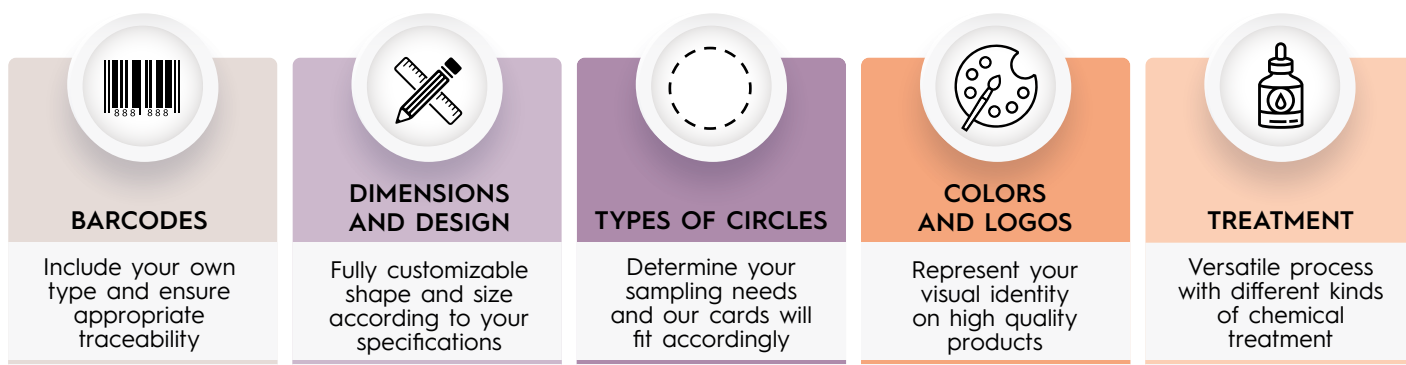 888 888
BARCODES
Include your own
type and ensure
appropriate
traceability
DIMENSIONS
AND DESIGN
Fully customizable
shape and size
according to your
specifications
TYPES OF CIRCLES
Determine your
sampling needs
and our cards will
fit accordingly
COLORS
AND LOGOS
Represent your
visual identity
on high quality
products
TREATMENT
Versatile process
with different kinds
of chemical
treatment